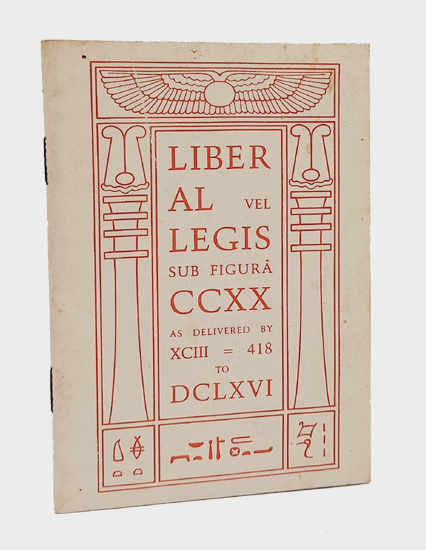 LIBER
AL VEL
LEGIS
SUB FIGURÂ
CCXX
AS DELIVERED BY
XCIII = 418
TO
DCLXVI